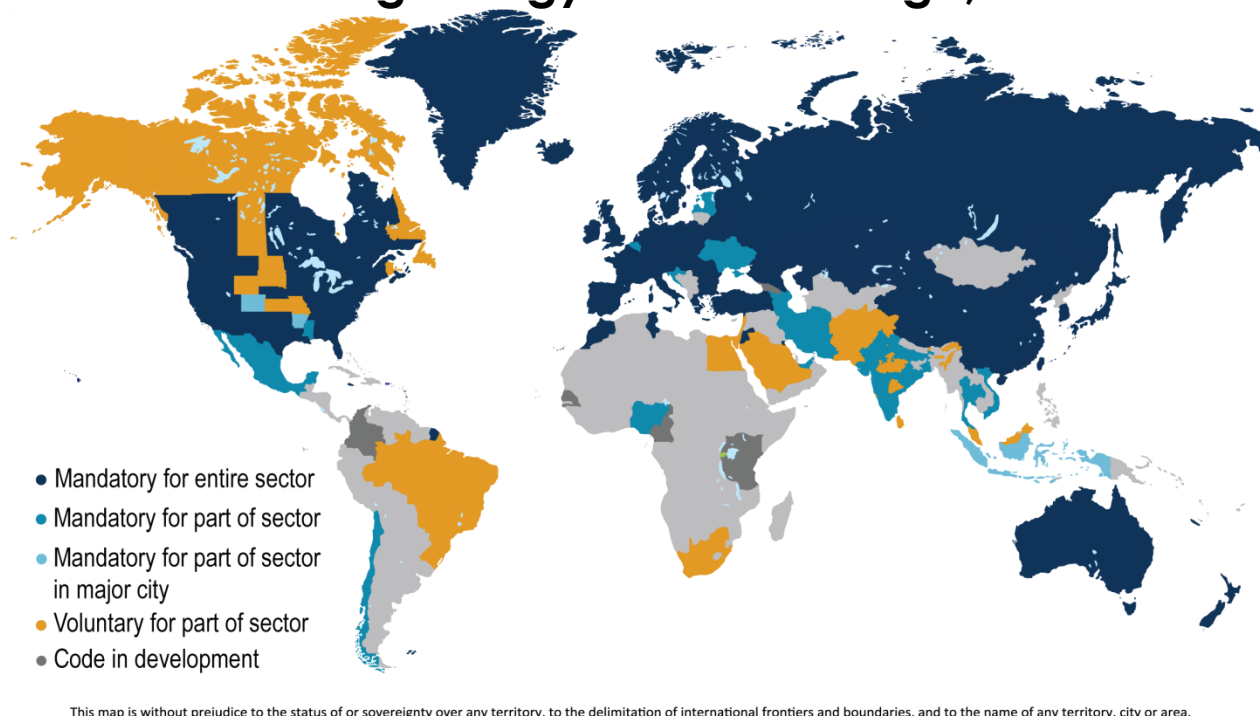 Mandatory for entire sector
Mandatory for part of sector
Mandatory for part of sector
in major city
Voluntary for part of sector
Code in development
This map is without prejudice to the status of or sovereignty over any territory, to the delimitation of international frontiers and boundaries, and to the name of any territory, city or area.